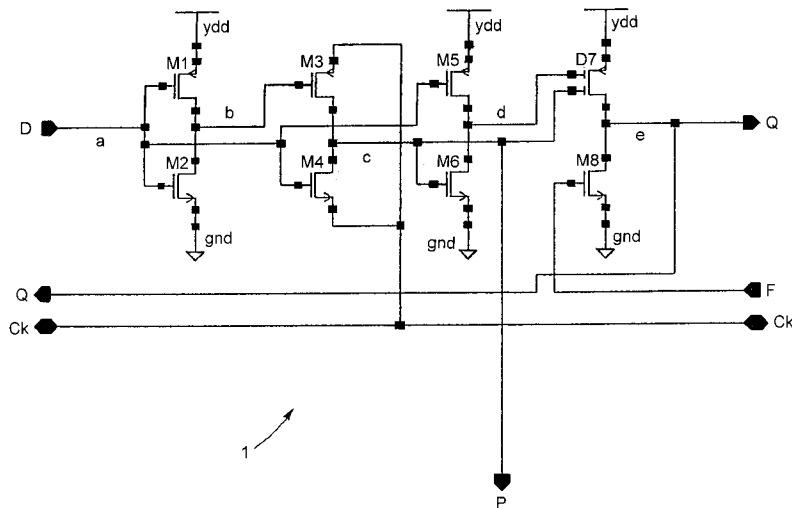 ydd ydd ydd
M1 M3 M5 D7
b d
D Q
a c e
M2 M4 M6 M8
gnd gnd gnd
Q F
Ck Ck
1
P